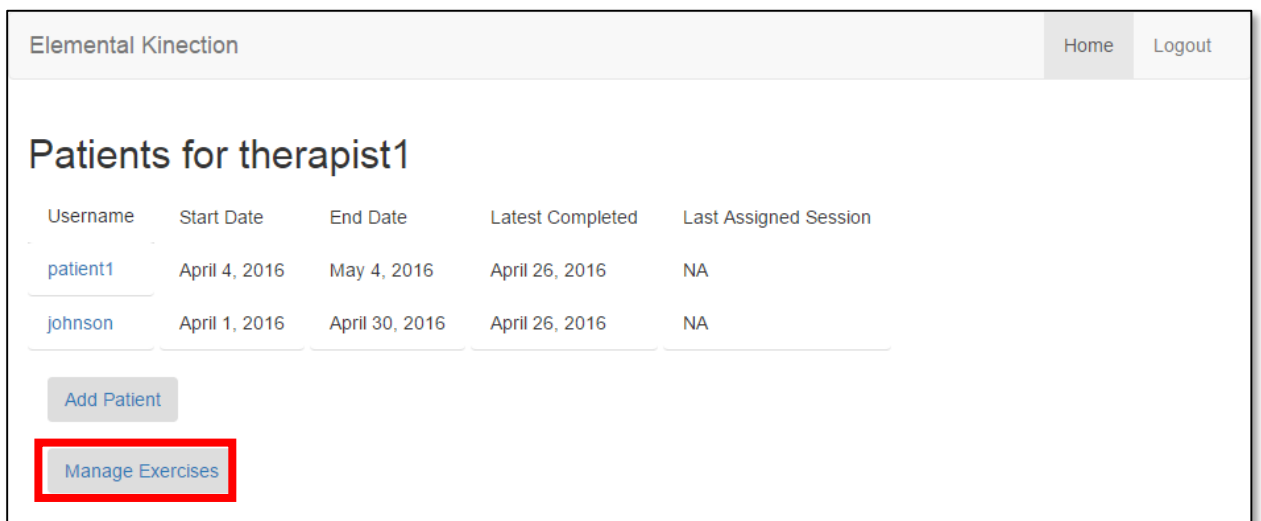 Elemental Kinection Home Logout
Patients for therapist1
Username Start Date End Date Latest Completed Last Assigned Session
patient1 April 4, 2016 May 4, 2016 April 26, 2016 NA
johnson April 1, 2016 April 30, 2016 April 26, 2016 NA
Add Patient
Manage Exercises